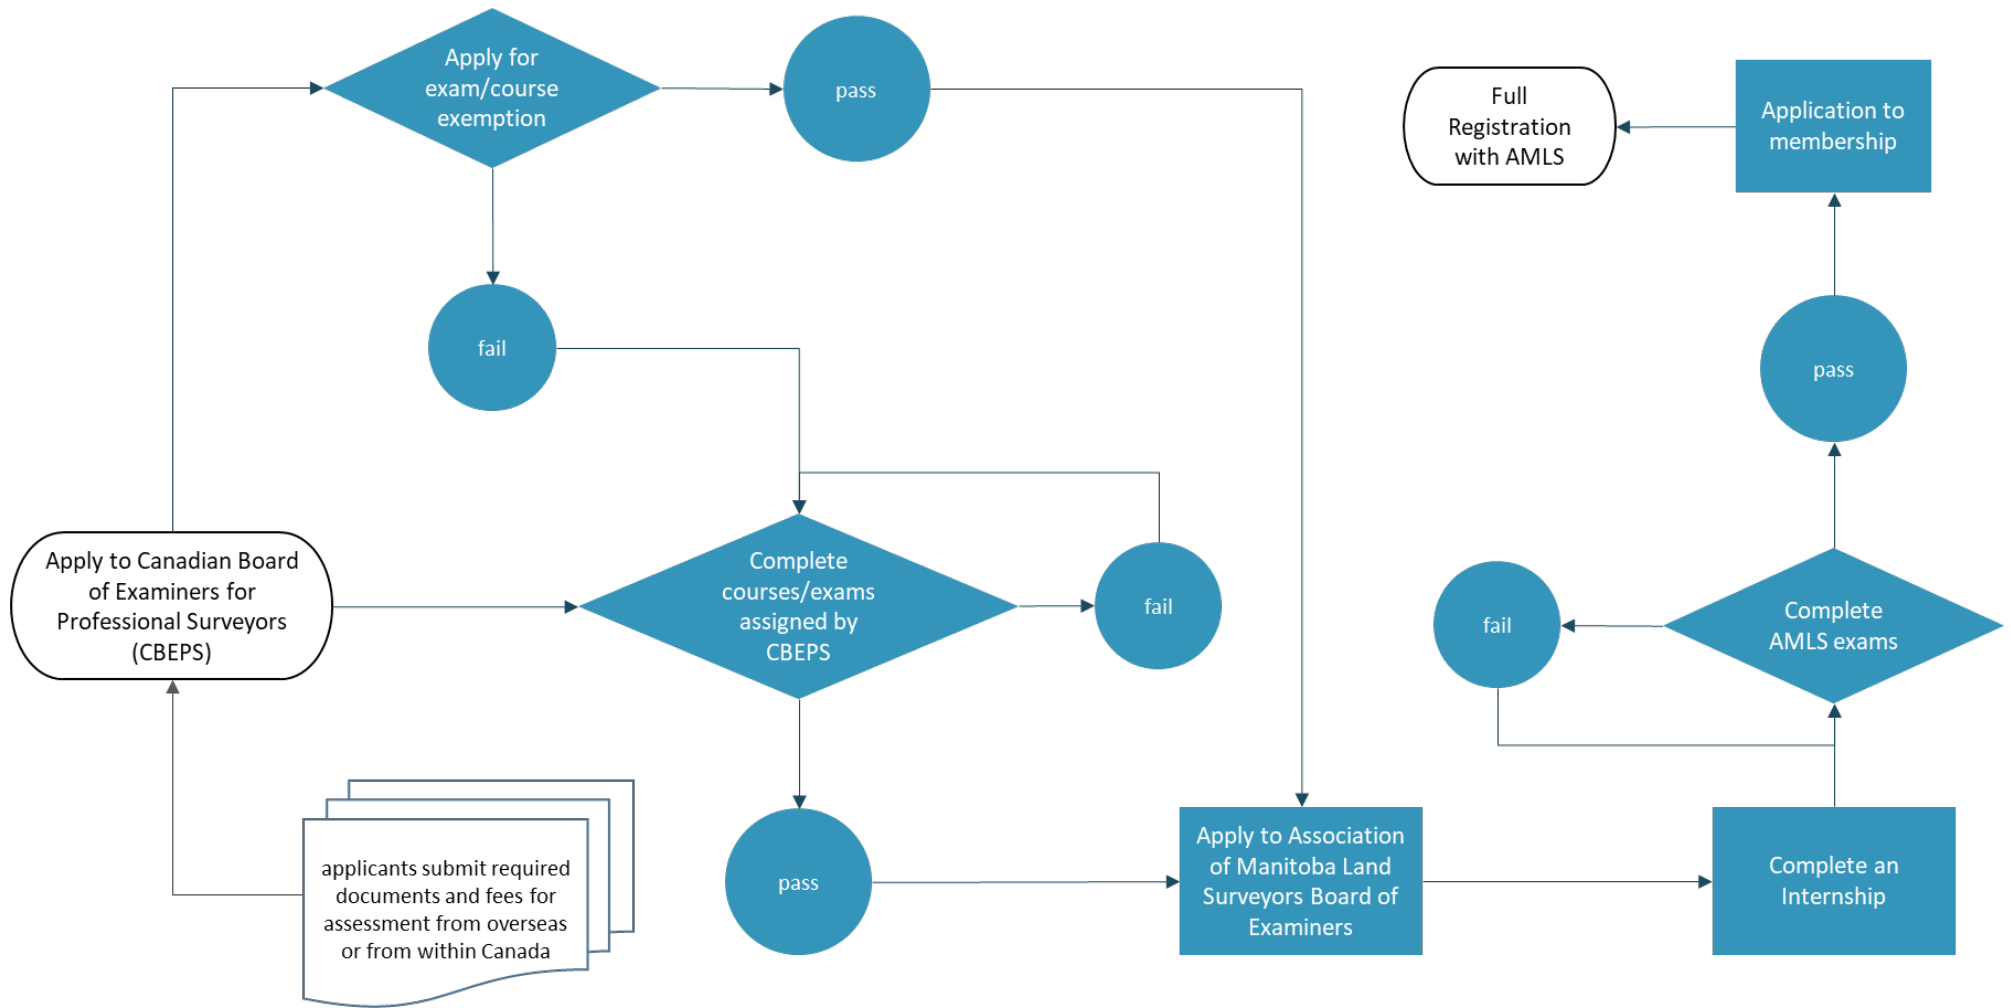 Apply for
exam/course
exemption
pass
Full
Registration
with AMLS
Application to
membership
fail
pass
Apply to Canadian Board
of Examiners for
Professional Surveyors
(CBEPS)
Complete
courses/exams
assigned by
CBEPS
fail
fail
Complete
AMLS exams
applicants submit required
documents and fees for
assessment from overseas
or from within Canada
pass
Apply to Association
of Manitoba Land
Surveyors Board of
Examiners
Complete an
Internship